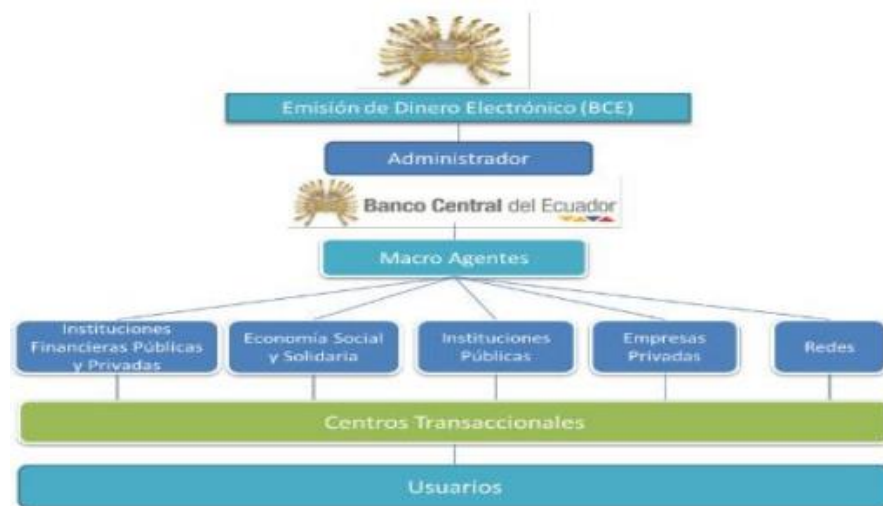 Emisión de Dinero Electrónico (BCE)
Administrador
Banco Central del Ecuador
Macro Agentes
Instituciones
Financieras Públicas
y Privadas
Economía Social
y Solidaria
Instituciones
Públicas
Empresas
Privadas
Redes
Centros Transaccionales
Usuarios